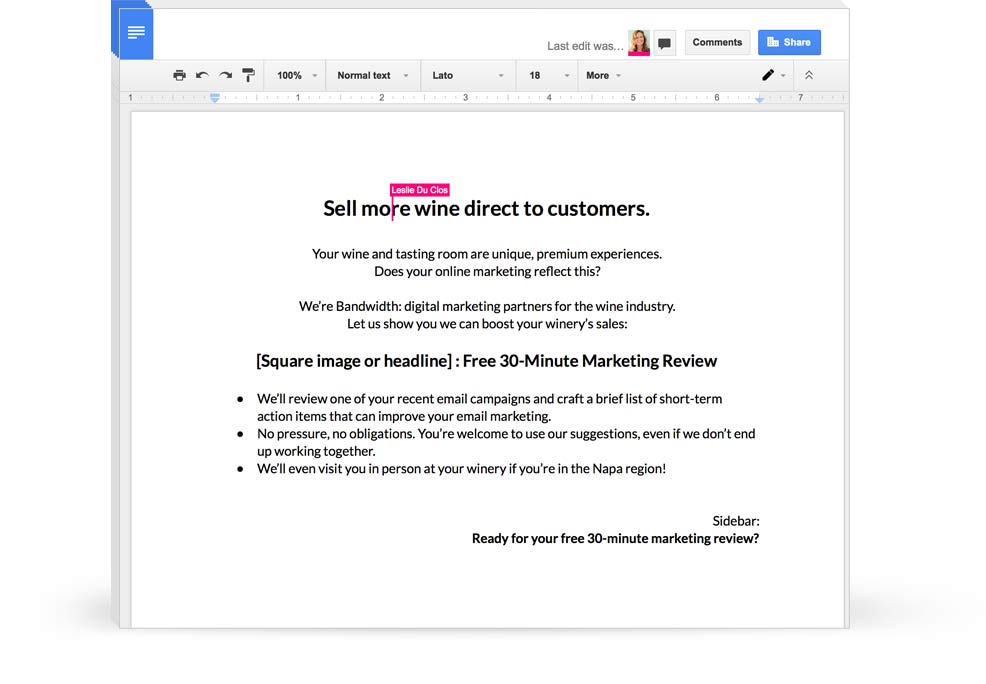 Last edit was...
Comments
Share
100%
Normal text
Lato
18
More
1 1 2 3 4 5 6 7
Leslie Du Clos
Sell more wine direct to customers.
Your wine and tasting room are unique, premium experiences.
Does your online marketing reflect this?
We're Bandwidth: digital marketing partners for the wine industry.
Let us show you we can boost your winery's sales:
[Square image or headline] : Free 30-Minute Marketing Review
● We'll review one of your recent email campaigns and craft a brief list of short-term
action items that can improve your email marketing.
● No pressure, no obligations. You're welcome to use our suggestions, even if we don't end
up working together.
● We'll even visit you in person at your winery if you're in the Napa region!
Sidebar:
Ready for your free 30-minute marketing review?